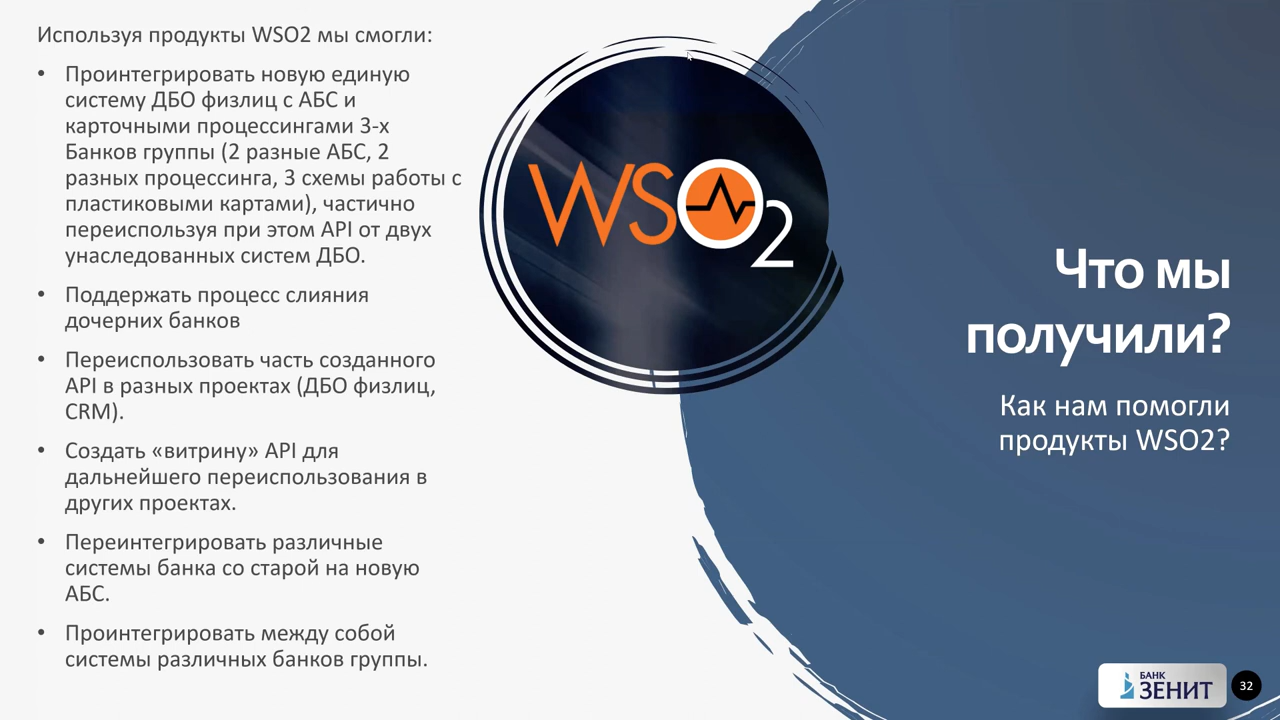 Используя продукты WSO2 мы смогли:
• Проинтегрировать новую единую
систему ДБО физлиц с АБС и
карточными процессингами 3-х
Банков группы (2 разные АБС, 2
разных процессинга, 3 схемы работы с
пластиковыми картами), частично
переиспользуя при этом API от двух
унаследованных систем ДБО.
• Поддержать процесс слияния
дочерних банков
• Переиспользовать часть созданного
API в разных проектах (ДБО физлиц,
CRM).
• Создать «витрину» API для
дальнейшего переиспользования в
других проектах.
• Переинтегрировать различные
системы банка со старой на новую
АБС.
• Проинтегрировать между собой
системы различных банков группы.
WSO2
Что мы
получили?
Как нам помогли
продукты WSO2?
БАНК
ЗЕНИТ
32